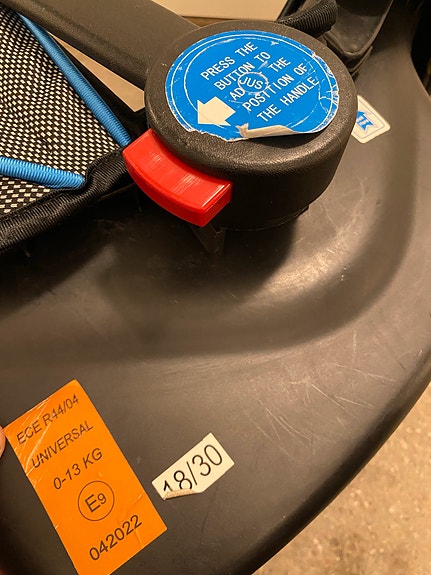 PRESS THE
BUTTON TO
THE
POSITION OF
THE HANDLE
ECE R44/04
UNIVERSAL
0-13 KG
E9
042022
18/30